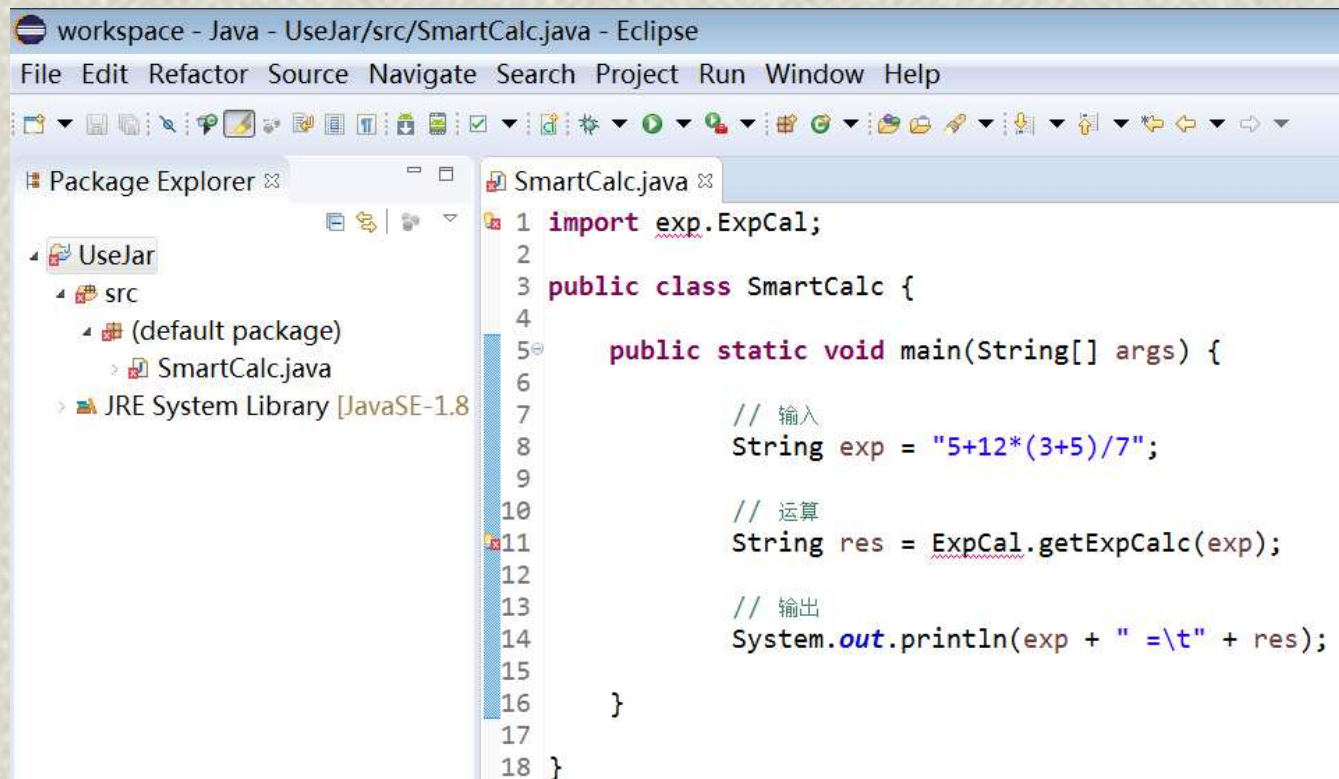 workspace - Java - UseJar/src/SmartCalc.java - Eclipse
File Edit Refactor Source Navigate Search Project Run Window Help
Package Explorer
UseJar
src
(default package)
SmartCalc.java
JRE System Library [JavaSE-1.8
SmartCalc.java
1 import exp.ExpCal;
2
3 public class SmartCalc {
4
5     public static void main(String[] args) {
6
7             // 输入
8             String exp = "5+12*(3+5)/7";
9
10             // 运算
11             String res = ExpCal.getExpCalc(exp);
12
13             // 输出
14             System.out.println(exp + " =\t" + res);
15
16     }
17
18 }